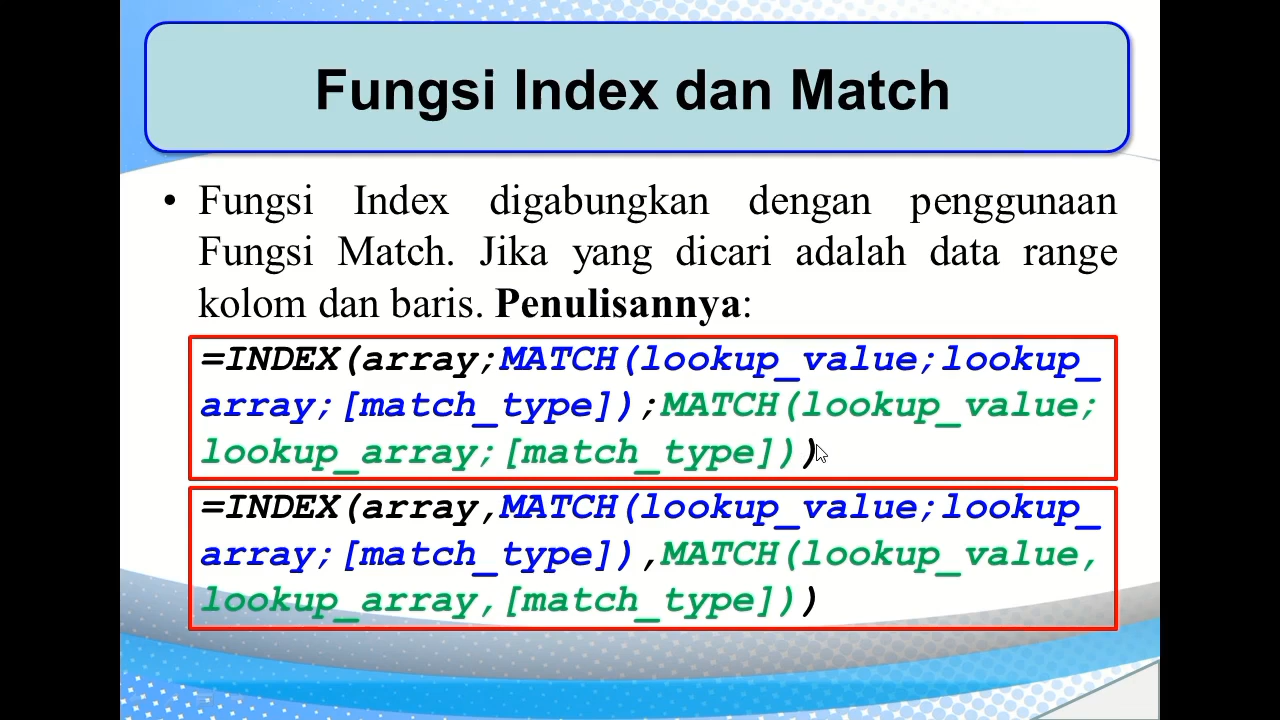 Fungsi Index dan Match
• Fungsi Index digabungkan dengan penggunaan
Fungsi Match. Jika yang dicari adalah data range
kolom dan baris. Penulisannya:
=INDEX(array;MATCH(lookup_value;lookup_
array;[match_type]);MATCH(lookup_value;
lookup_array;[match_type]))
=INDEX(array,MATCH(lookup_value;lookup_
array;[match_type]),MATCH(lookup_value,
lookup_array,[match_type]))